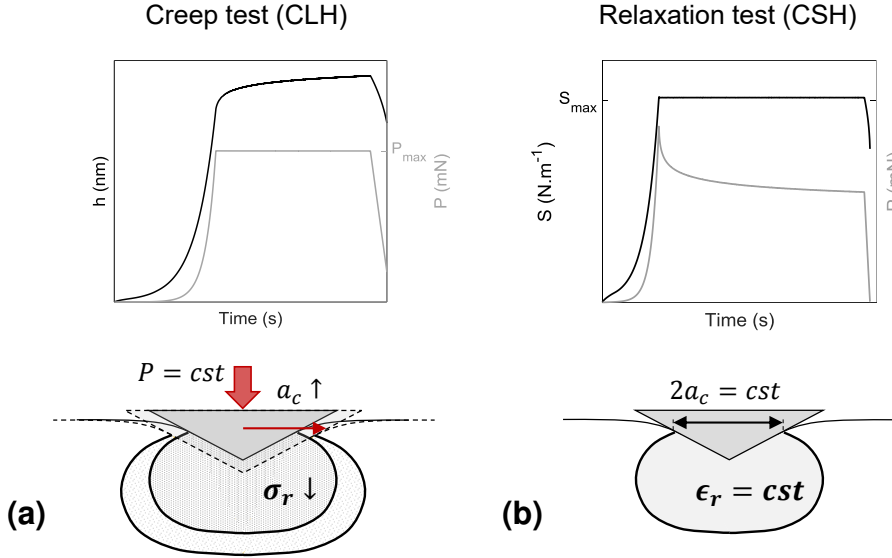 Creep test (CLH)
h (nm)
P_max
P (mN)
Time (s)
P = cst
a_c ↑
σ_r ↓
(a)
Relaxation test (CSH)
S_max
S (N.m⁻¹)
P (mN)
Time (s)
2a_c = cst
ϵ_r = cst
(b)